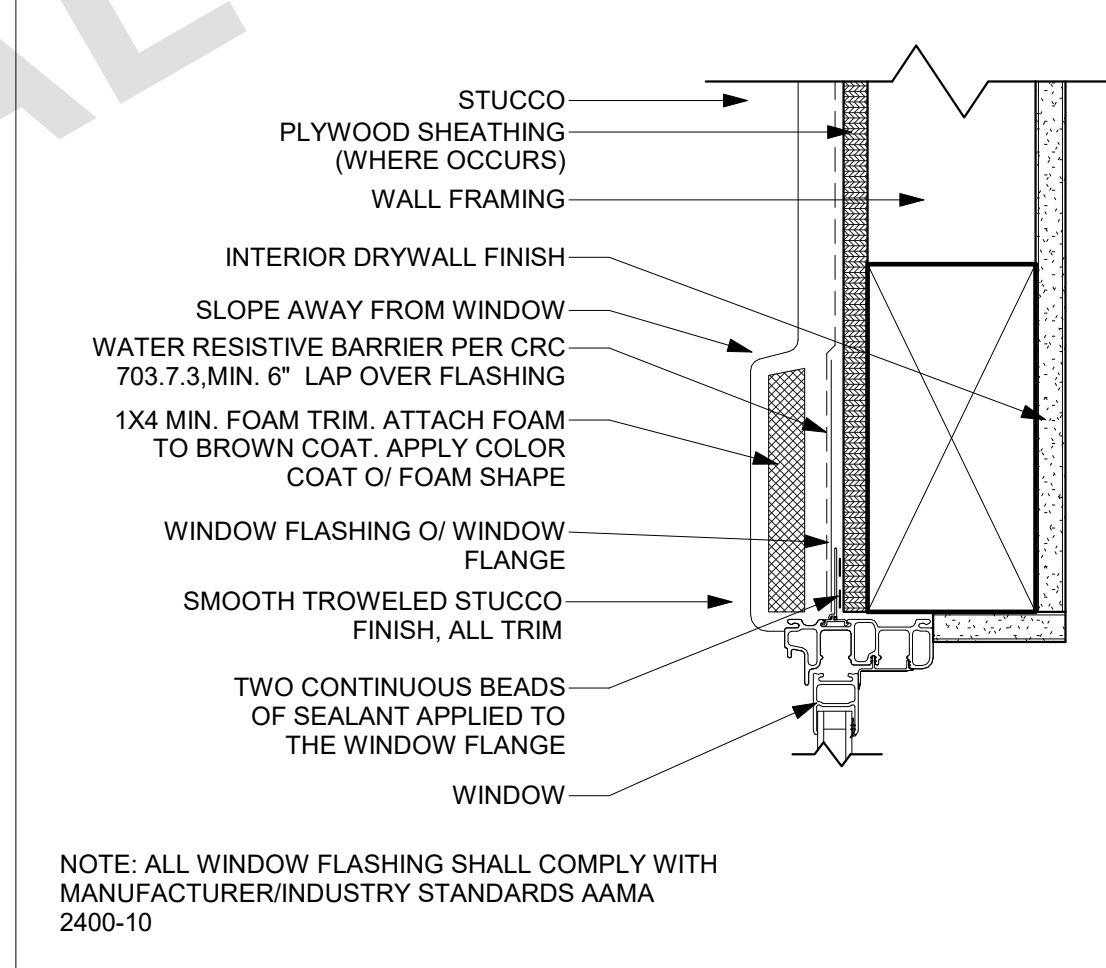 AL
STUCCO
PLYWOOD SHEATHING
(WHERE OCCURS)
WALL FRAMING
INTERIOR DRYWALL FINISH
SLOPE AWAY FROM WINDOW
WATER RESISTIVE BARRIER PER CRC
703.7.3,MIN. 6" LAP OVER FLASHING
1X4 MIN. FOAM TRIM. ATTACH FOAM
TO BROWN COAT. APPLY COLOR
COAT O/ FOAM SHAPE
WINDOW FLASHING O/ WINDOW
FLANGE
SMOOTH TROWELED STUCCO
FINISH, ALL TRIM
TWO CONTINUOUS BEADS
OF SEALANT APPLIED TO
THE WINDOW FLANGE
WINDOW
NOTE: ALL WINDOW FLASHING SHALL COMPLY WITH
MANUFACTURER/INDUSTRY STANDARDS AAMA
2400-10